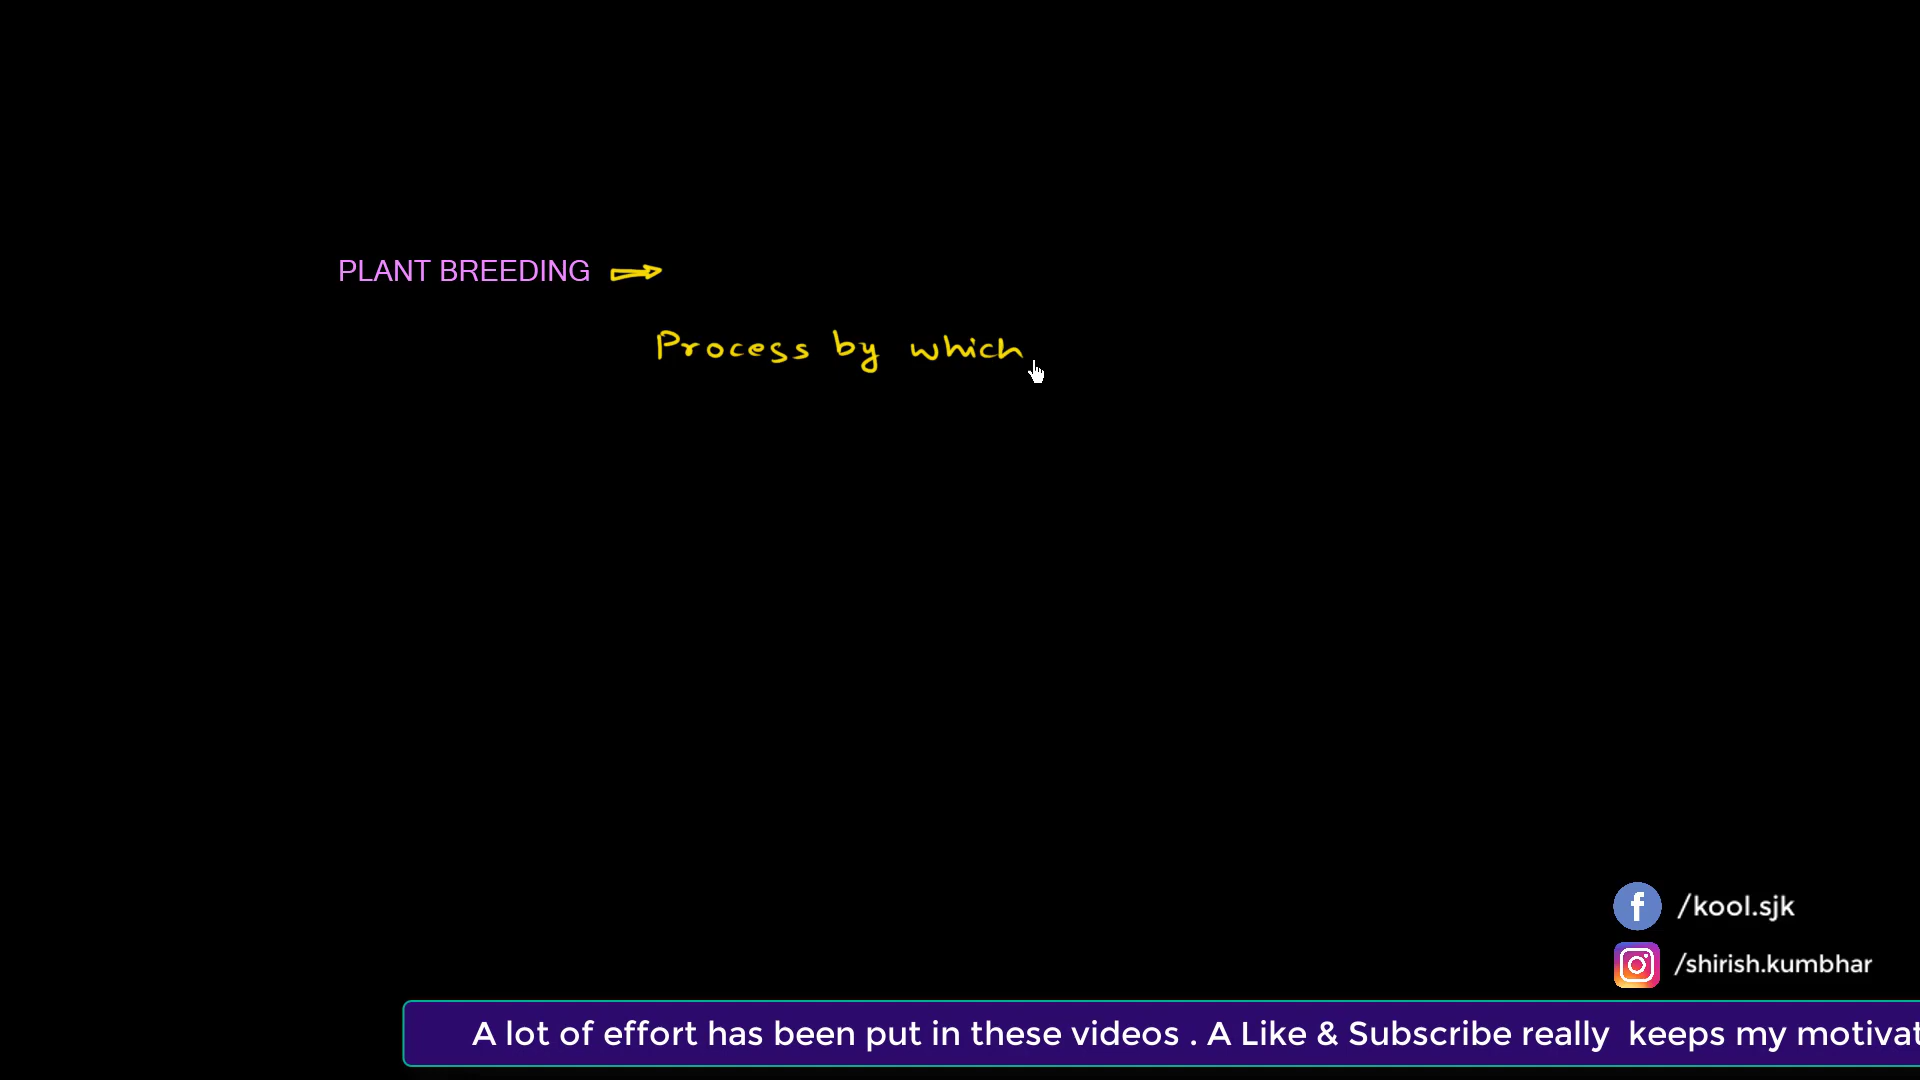 PLANT BREEDING
Process by which
/kool.sjk
/shirish.kumbhar
A lot of effort has been put in these videos . A Like & Subscribe really keeps my motivat